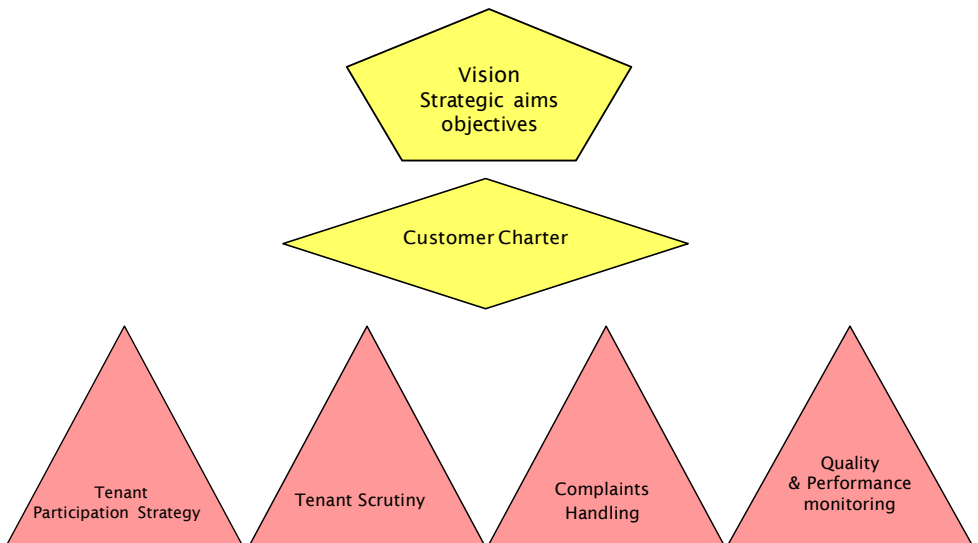 Vision
Strategic aims
objectives
Customer Charter
Tenant
Participation Strategy
Tenant Scrutiny
Complaints
Handling
Quality
& Performance
monitoring